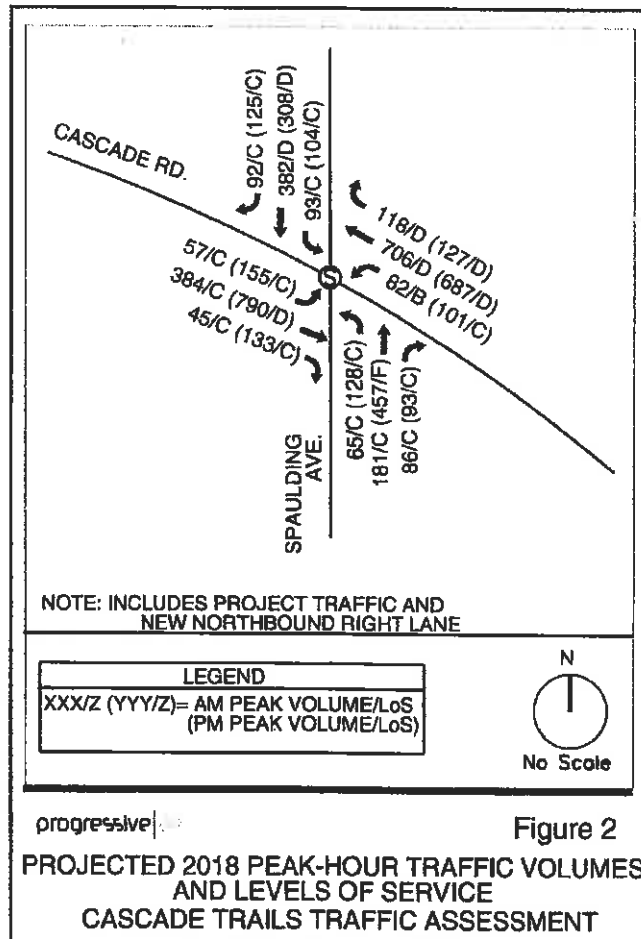 CASCADE RD.
92/C (125/C)
382/D (308/D)
93/C (104/C)
118/D (127/D)
706/D (687/D)
82/B (101/C)
57/C (155/C)
384/C (790/D)
45/C (133/C)
S
65/C (128/C)
181/C (457/F)
86/C (93/C)
SPAULDING
AVE.
NOTE: INCLUDES PROJECT TRAFFIC AND
NEW NORTHBOUND RIGHT LANE
LEGEND
XXX/Z (YYY/Z)= AM PEAK VOLUME/LoS
(PM PEAK VOLUME/LoS)
N
No Scale
progressive
Figure 2
PROJECTED 2018 PEAK-HOUR TRAFFIC VOLUMES
AND LEVELS OF SERVICE
CASCADE TRAILS TRAFFIC ASSESSMENT